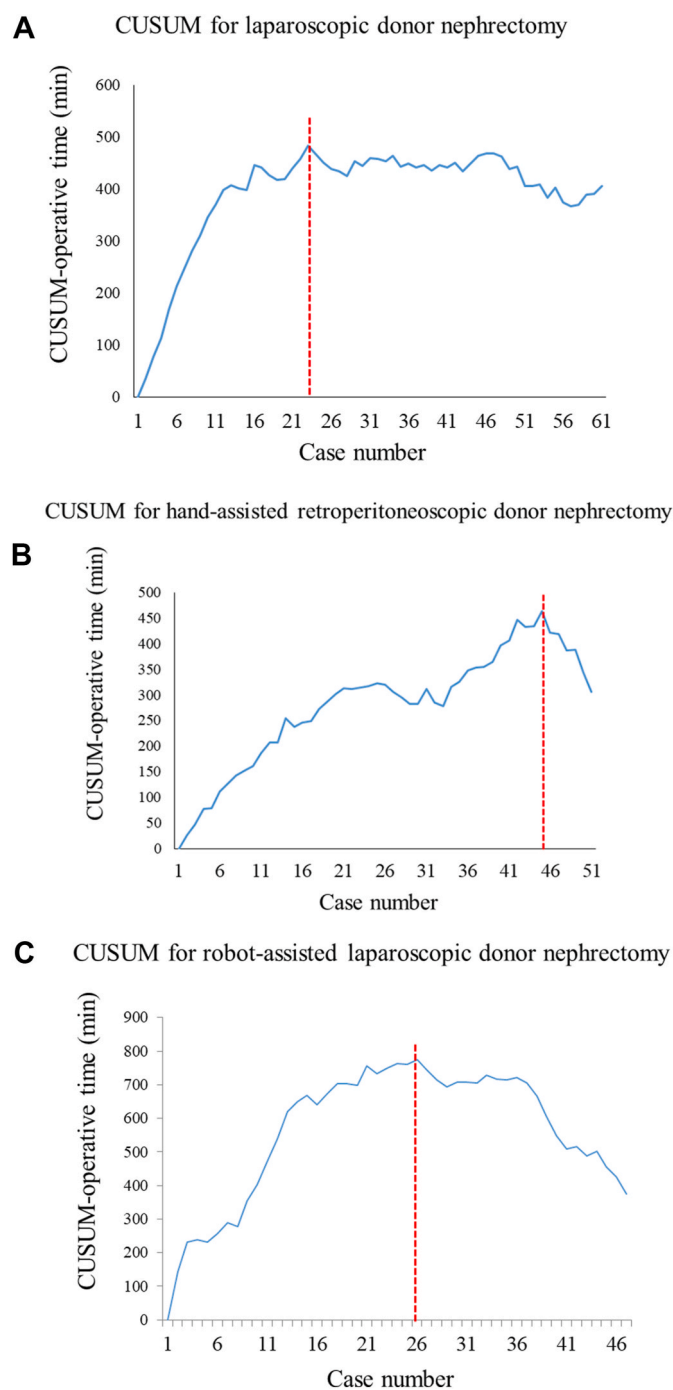 A
CUSUM for laparoscopic donor nephrectomy
CUSUM-operative time (min)
600
500
400
300
200
100
0
1 6 11 16 21 26 31 36 41 46 51 56 61
Case number
CUSUM for hand-assisted retroperitoneoscopic donor nephrectomy
B
CUSUM-operative time (min)
500
450
400
350
300
250
200
150
100
50
0
1 6 11 16 21 26 31 36 41 46 51
Case number
C
CUSUM for robot-assisted laparoscopic donor nephrectomy
CUSUM-operative time (min)
900
800
700
600
500
400
300
200
100
0
1 6 11 16 21 26 31 36 41 46
Case number